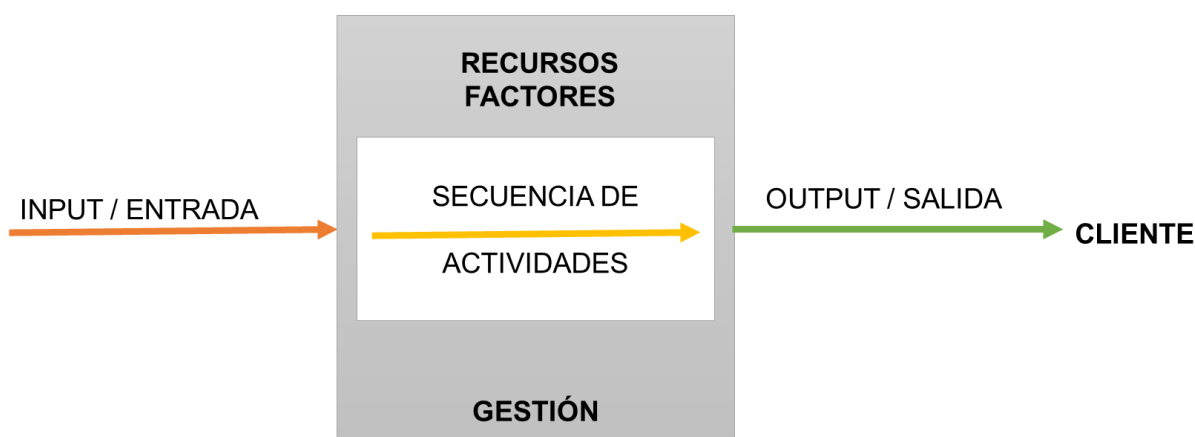 RECURSOS
FACTORES
INPUT / ENTRADA
SECUENCIA DE
ACTIVIDADES
OUTPUT / SALIDA
CLIENTE
GESTIÓN